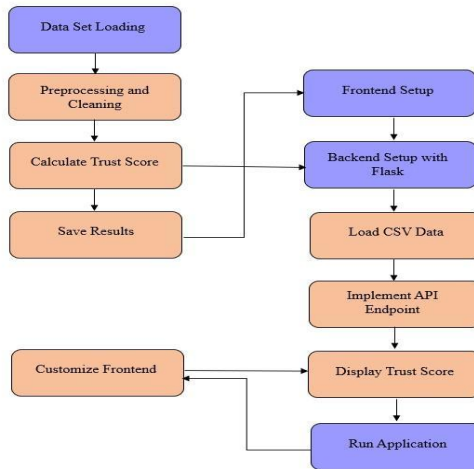 Data Set Loading
Preprocessing and
Cleaning
Calculate Trust Score
Save Results
Frontend Setup
Backend Setup with
Flask
Load CSV Data
Implement API
Endpoint
Customize Frontend
Display Trust Score
Run Application